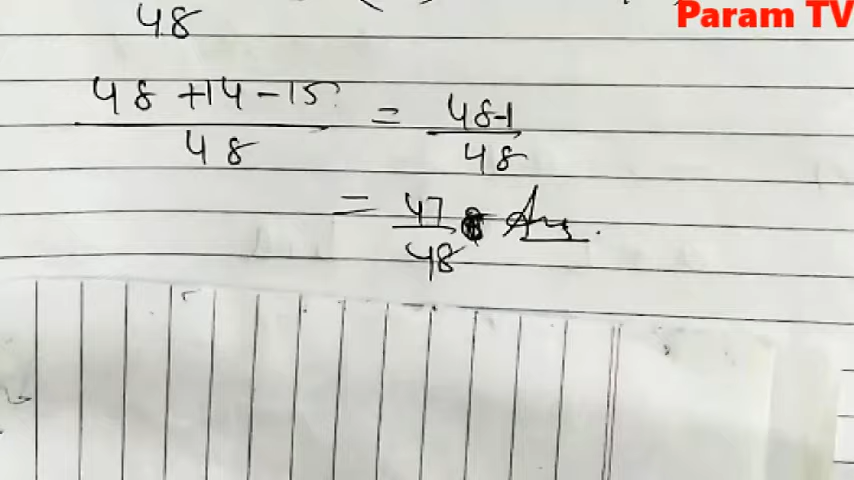 Param TV
48
48 + 14 - 15 = 48-1
48 48
= 47 Ans.
48